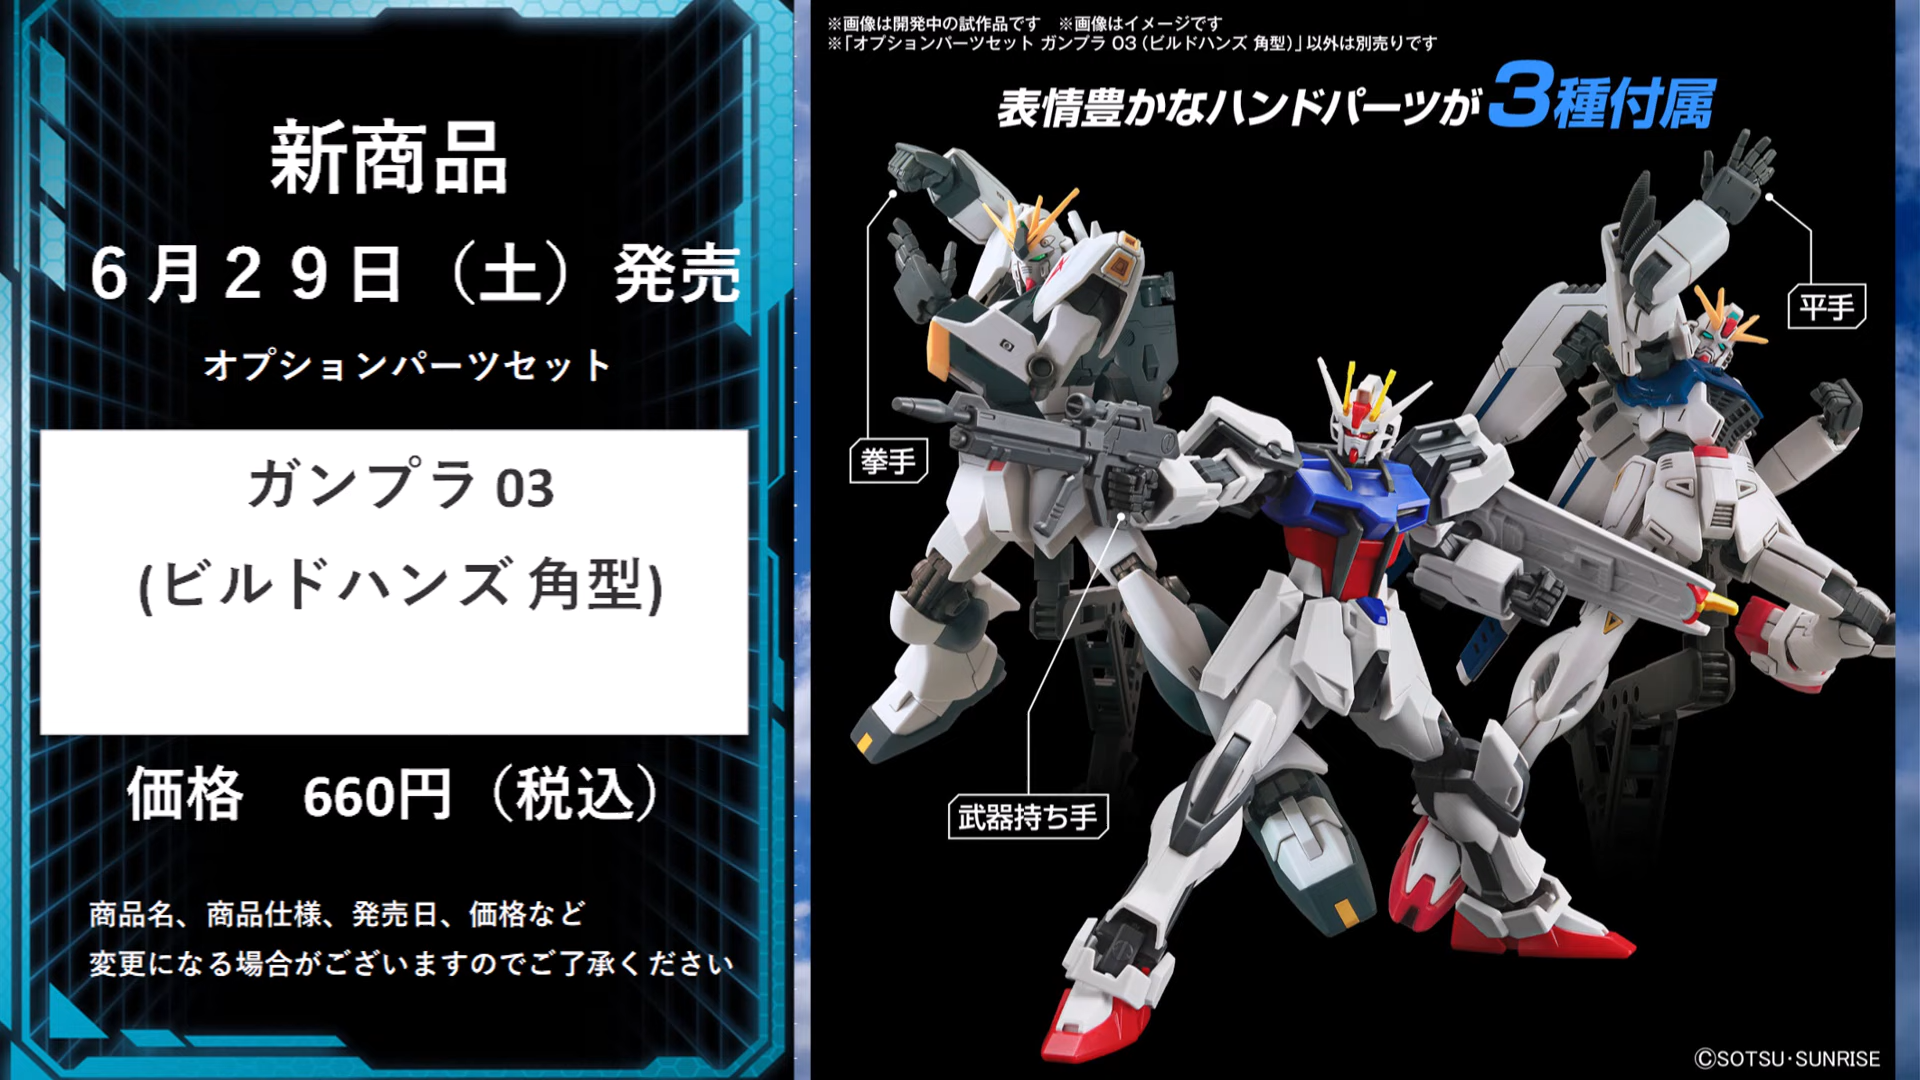 新商品
６月２９日（土）発売
オプションパーツセット
ガンプラ 03
(ビルドハンズ 角型)
価格　660円（税込）
商品名、商品仕様、発売日、価格など
変更になる場合がございますのでご了承ください
※画像は開発中の試作品です　※画像はイメージです
※「オプションパーツセット ガンプラ 03（ビルドハンズ 角型）」以外は別売りです
表情豊かなハンドパーツが3種付属
平手
拳手
武器持ち手
©SOTSU・SUNRISE